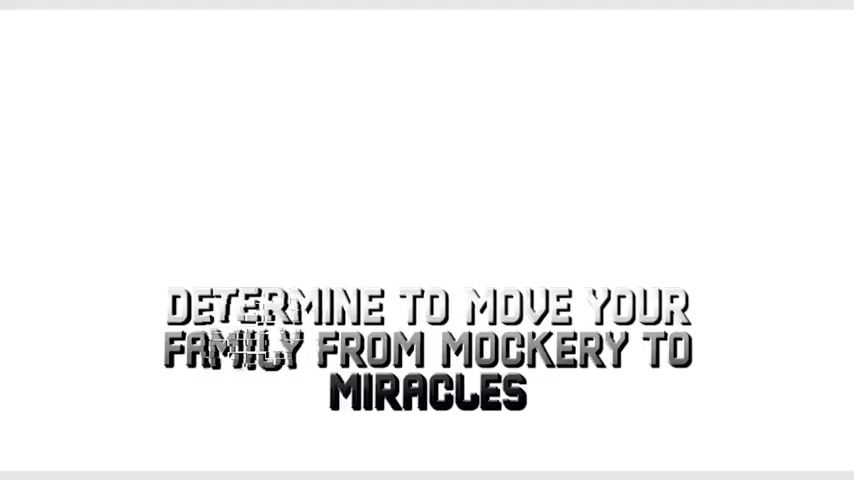 DETERMINE TO MOVE YOUR
FAMILY FROM MOCKERY TO
MIRACLES